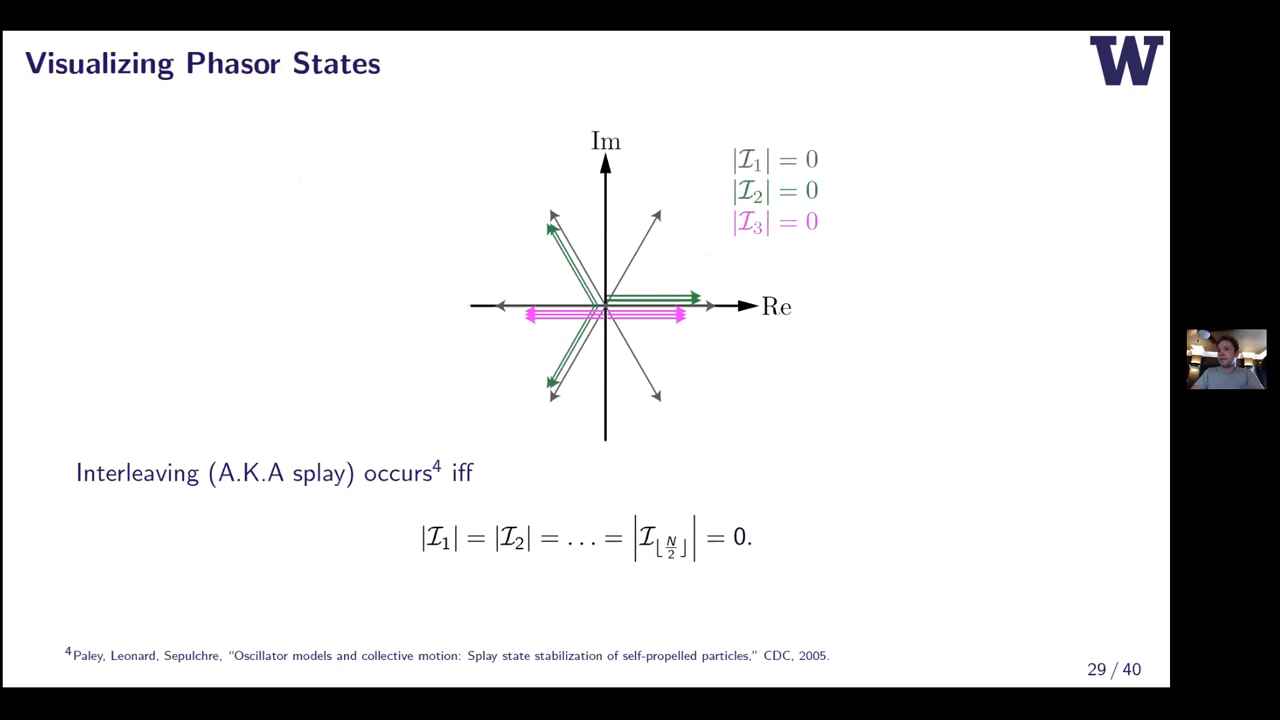 Visualizing Phasor States
W
Im
|ℐ₁| = 0
|ℐ₂| = 0
|ℐ₃| = 0
Re
Interleaving (A.K.A splay) occurs⁴ iff
|ℐ₁| = |ℐ₂| = … = |ℐ_⌊N/2⌋| = 0.
⁴Paley, Leonard, Sepulchre, “Oscillator models and collective motion: Splay state stabilization of self-propelled particles,” CDC, 2005.
29 / 40